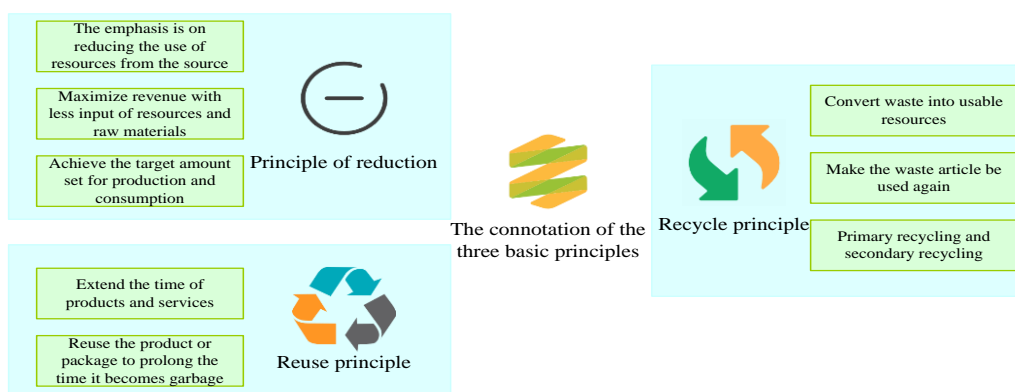 The emphasis is on
reducing the use of
resources from the source
Maximize revenue with
less input of resources and
raw materials
Achieve the target amount
set for production and
consumption
Principle of reduction
Extend the time of
products and services
Reuse the product or
package to prolong the
time it becomes garbage
Reuse principle
The connotation of the
three basic principles
Recycle principle
Convert waste into usable
resources
Make the waste article be
used again
Primary recycling and
secondary recycling